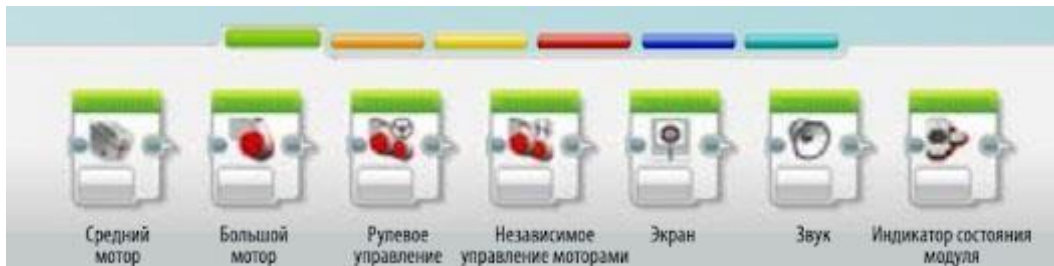 Средний мотор
Большой мотор
Рулевое управление
Независимое управление моторами
Экран
Звук
Индикатор состояния модуля